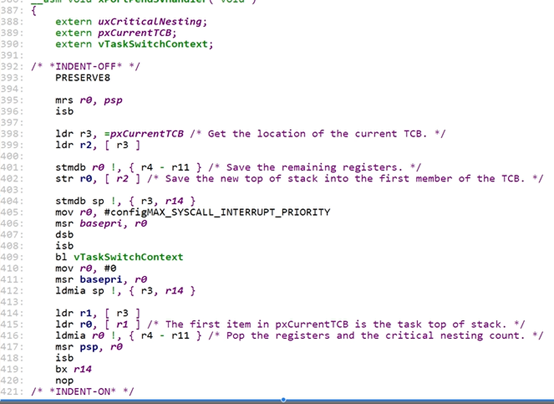 __asm void xPortPendSVHandler( void )
387: {
388: extern uxCriticalNesting;
389: extern pxCurrentTCB;
390: extern vTaskSwitchContext;
391:
392: /* *INDENT-OFF* */
393: PRESERVE8
394:
395: mrs r0, psp
396: isb
397:
398: ldr r3, =pxCurrentTCB /* Get the location of the current TCB. */
399: ldr r2, [ r3 ]
400:
401: stmdb r0 !, { r4 - r11 } /* Save the remaining registers. */
402: str r0, [ r2 ] /* Save the new top of stack into the first member of the TCB. */
403:
404: stmdb sp !, { r3, r14 }
405: mov r0, #configMAX_SYSCALL_INTERRUPT_PRIORITY
406: msr basepri, r0
407: dsb
408: isb
409: bl vTaskSwitchContext
410: mov r0, #0
411: msr basepri, r0
412: ldmia sp !, { r3, r14 }
413:
414: ldr r1, [ r3 ]
415: ldr r0, [ r1 ] /* The first item in pxCurrentTCB is the task top of stack. */
416: ldmia r0 !, { r4 - r11 } /* Pop the registers and the critical nesting count. */
417: msr psp, r0
418: isb
419: bx r14
420: nop
421: /* *INDENT-ON* */